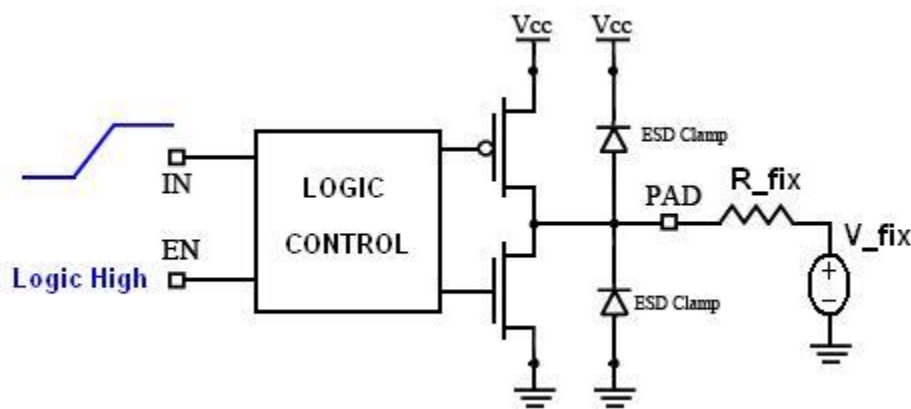 Vcc Vcc
ESD Clamp
IN
LOGIC
CONTROL
PAD
R_fix
V_fix
EN
Logic High
ESD Clamp
+
−